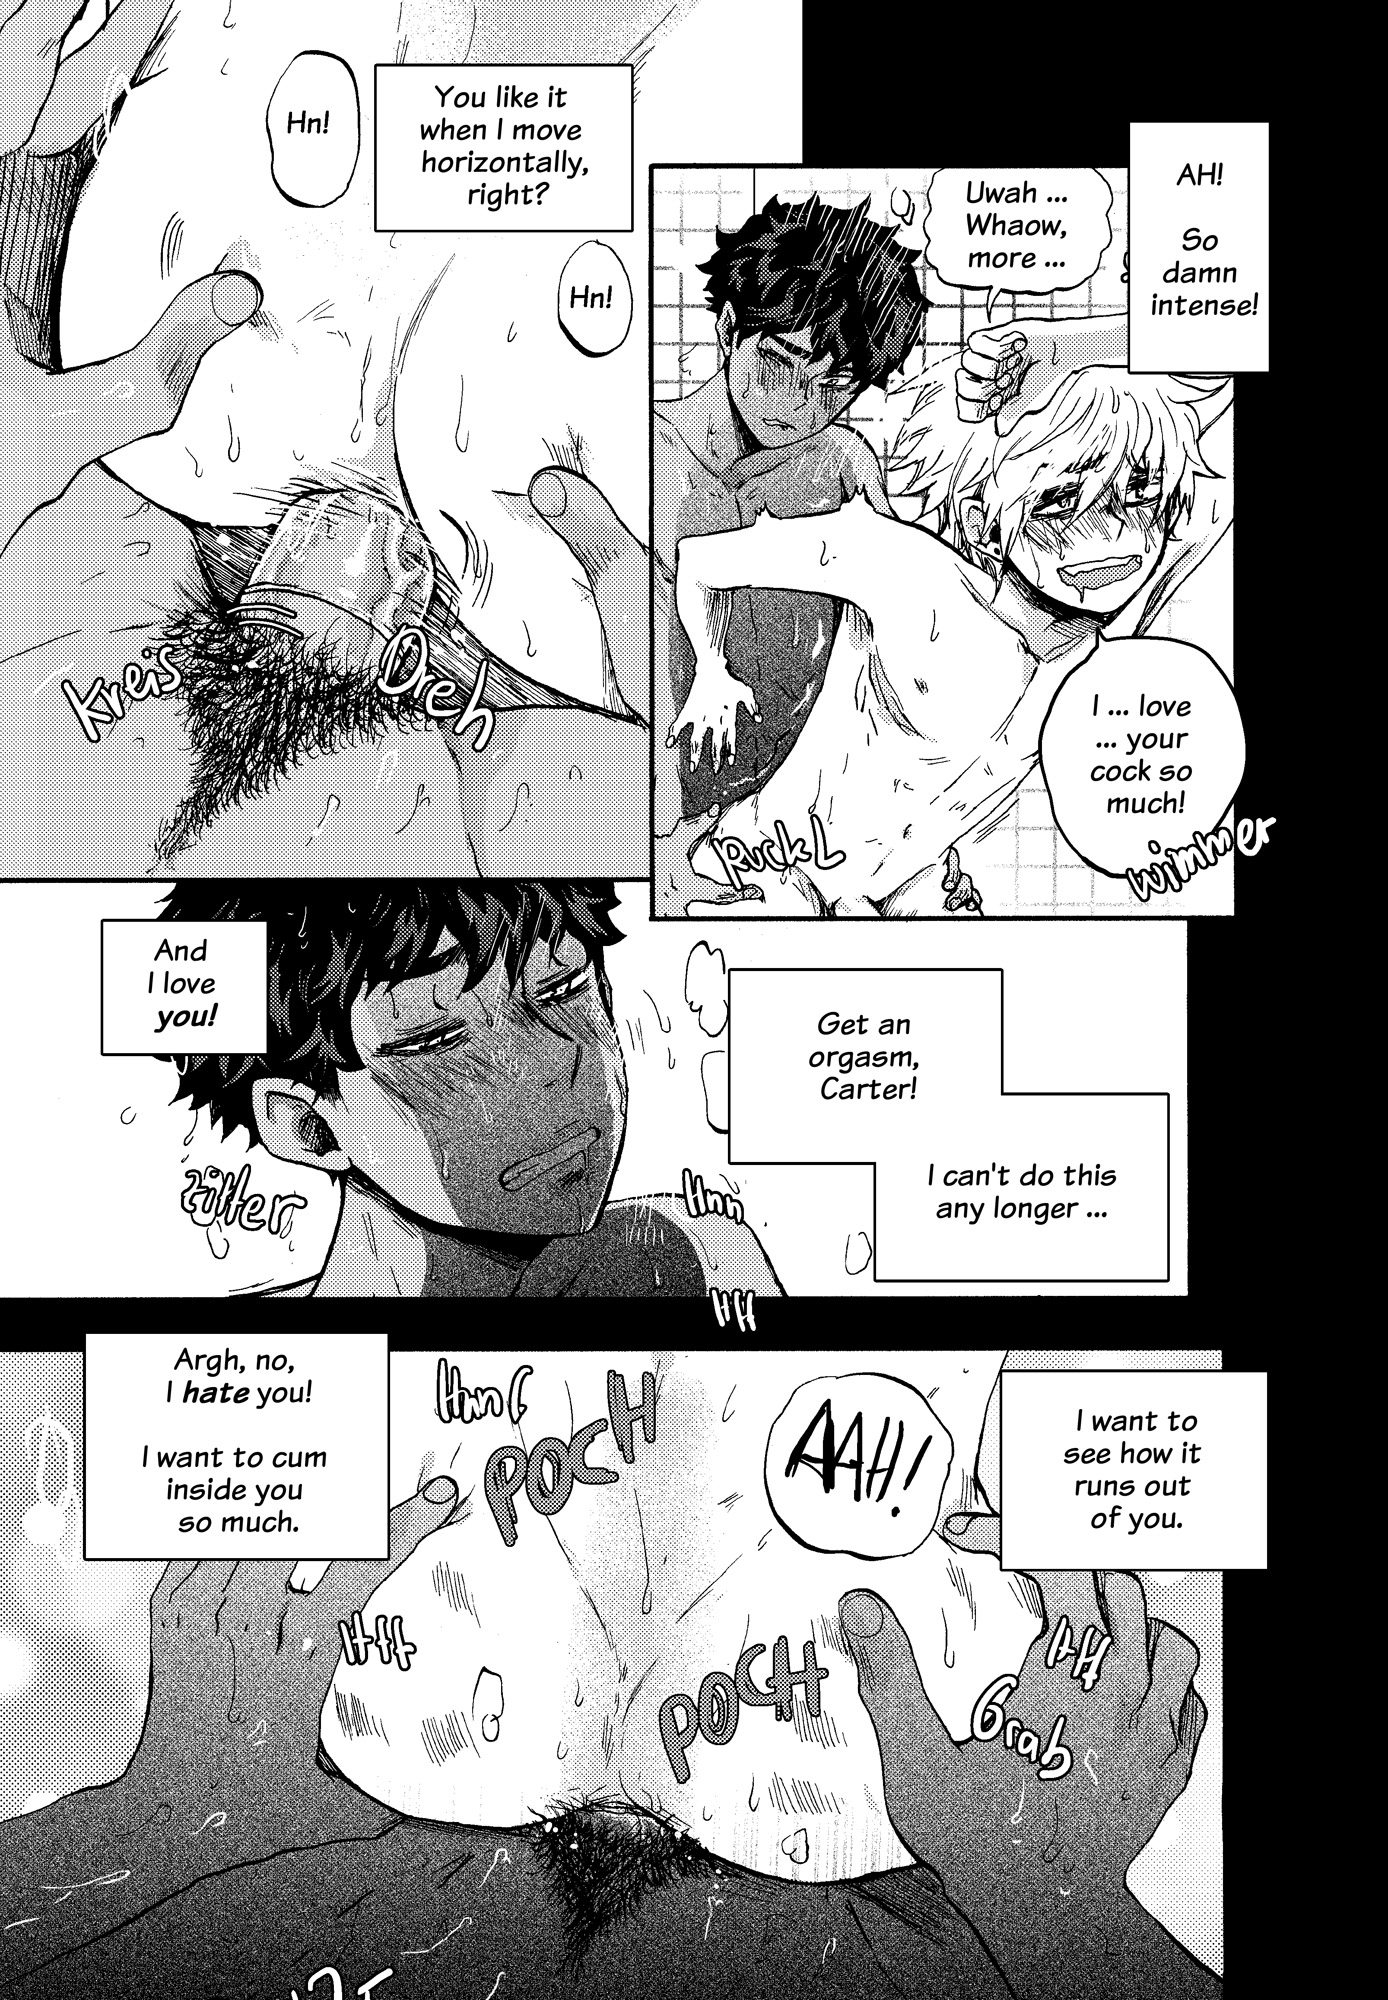 Hn!
You like it
when I move
horizontally,
right?
Hn!
Kreis
Dreh
AH!
So
damn
intense!
Uwah ...
Whaow,
more ...
I ... love
... your
cock so
much!
Ruckl
Wimmer
And
I love
you!
Get an
orgasm,
Carter!
I can't do this
any longer ...
zitter
Hnn
HH
Argh, no,
I hate you!
I want to cum
inside you
so much.
Hnn
POCH
AAH!
I want to
see how it
runs out
of you.
HHH
POCH
HH
Grab